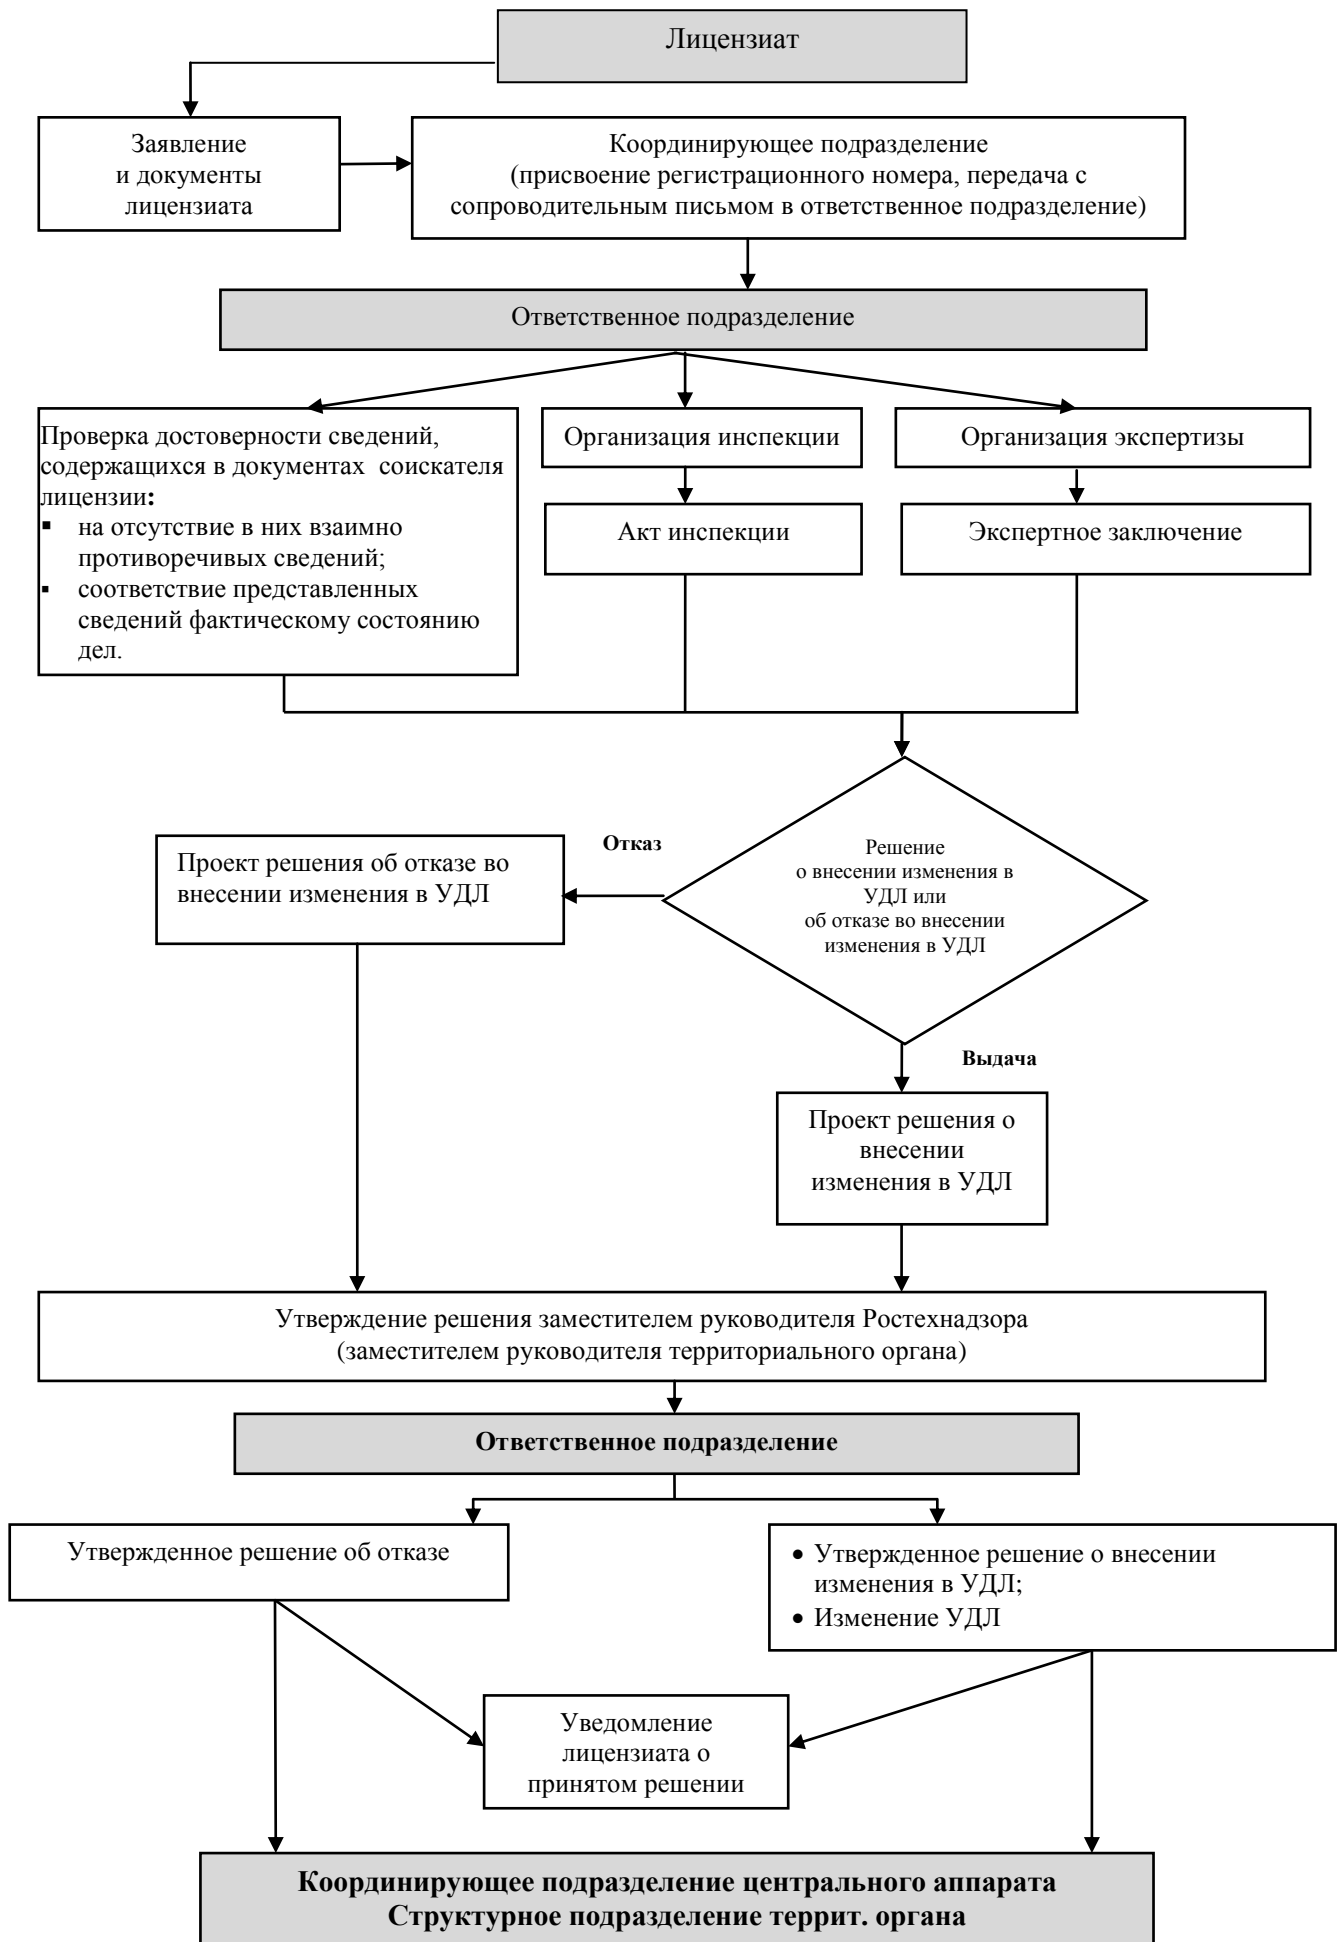 Лицензиат
Заявление
и документы
лицензиата
Координирующее подразделение
(присвоение регистрационного номера, передача с
сопроводительным письмом в ответственное подразделение)
Ответственное подразделение
Проверка достоверности сведений,
содержащихся в документах соискателя
лицензии:
▪ на отсутствие в них взаимно
противоречивых сведений;
▪ соответствие представленных
сведений фактическому состоянию
дел.
Организация инспекции
Акт инспекции
Организация экспертизы
Экспертное заключение
Решение
о внесении изменения в
УДЛ или
об отказе во внесении
изменения в УДЛ
Отказ
Проект решения об отказе во
внесении изменения в УДЛ
Выдача
Проект решения о
внесении
изменения в УДЛ
Утверждение решения заместителем руководителя Ростехнадзора
(заместителем руководителя территориального органа)
Ответственное подразделение
Утвержденное решение об отказе
• Утвержденное решение о внесении
изменения в УДЛ;
• Изменение УДЛ
Уведомление
лицензиата о
принятом решении
Координирующее подразделение центрального аппарата
Структурное подразделение террит. органа